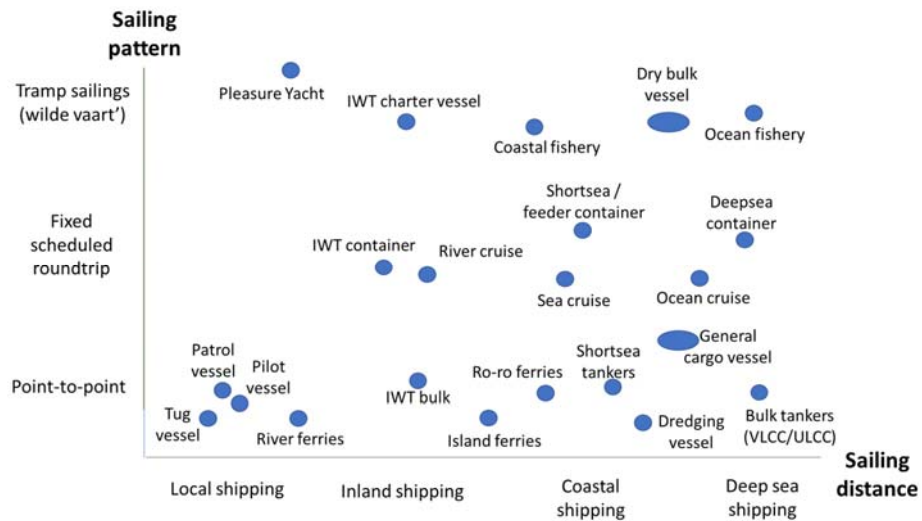 Sailing
pattern
Tramp sailings
(wilde vaart')
Pleasure Yacht
IWT charter vessel
Coastal fishery
Dry bulk
vessel
Ocean fishery
Fixed
scheduled
roundtrip
IWT container
River cruise
Shortsea /
feeder container
Sea cruise
Deepsea
container
Ocean cruise
General
cargo vessel
Point-to-point
Patrol
vessel
Pilot
vessel
Tug
vessel
River ferries
IWT bulk
Island ferries
Ro-ro ferries
Shortsea
tankers
Dredging
vessel
Bulk tankers
(VLCC/ULCC)
Local shipping
Inland shipping
Coastal
shipping
Deep sea
shipping
Sailing
distance